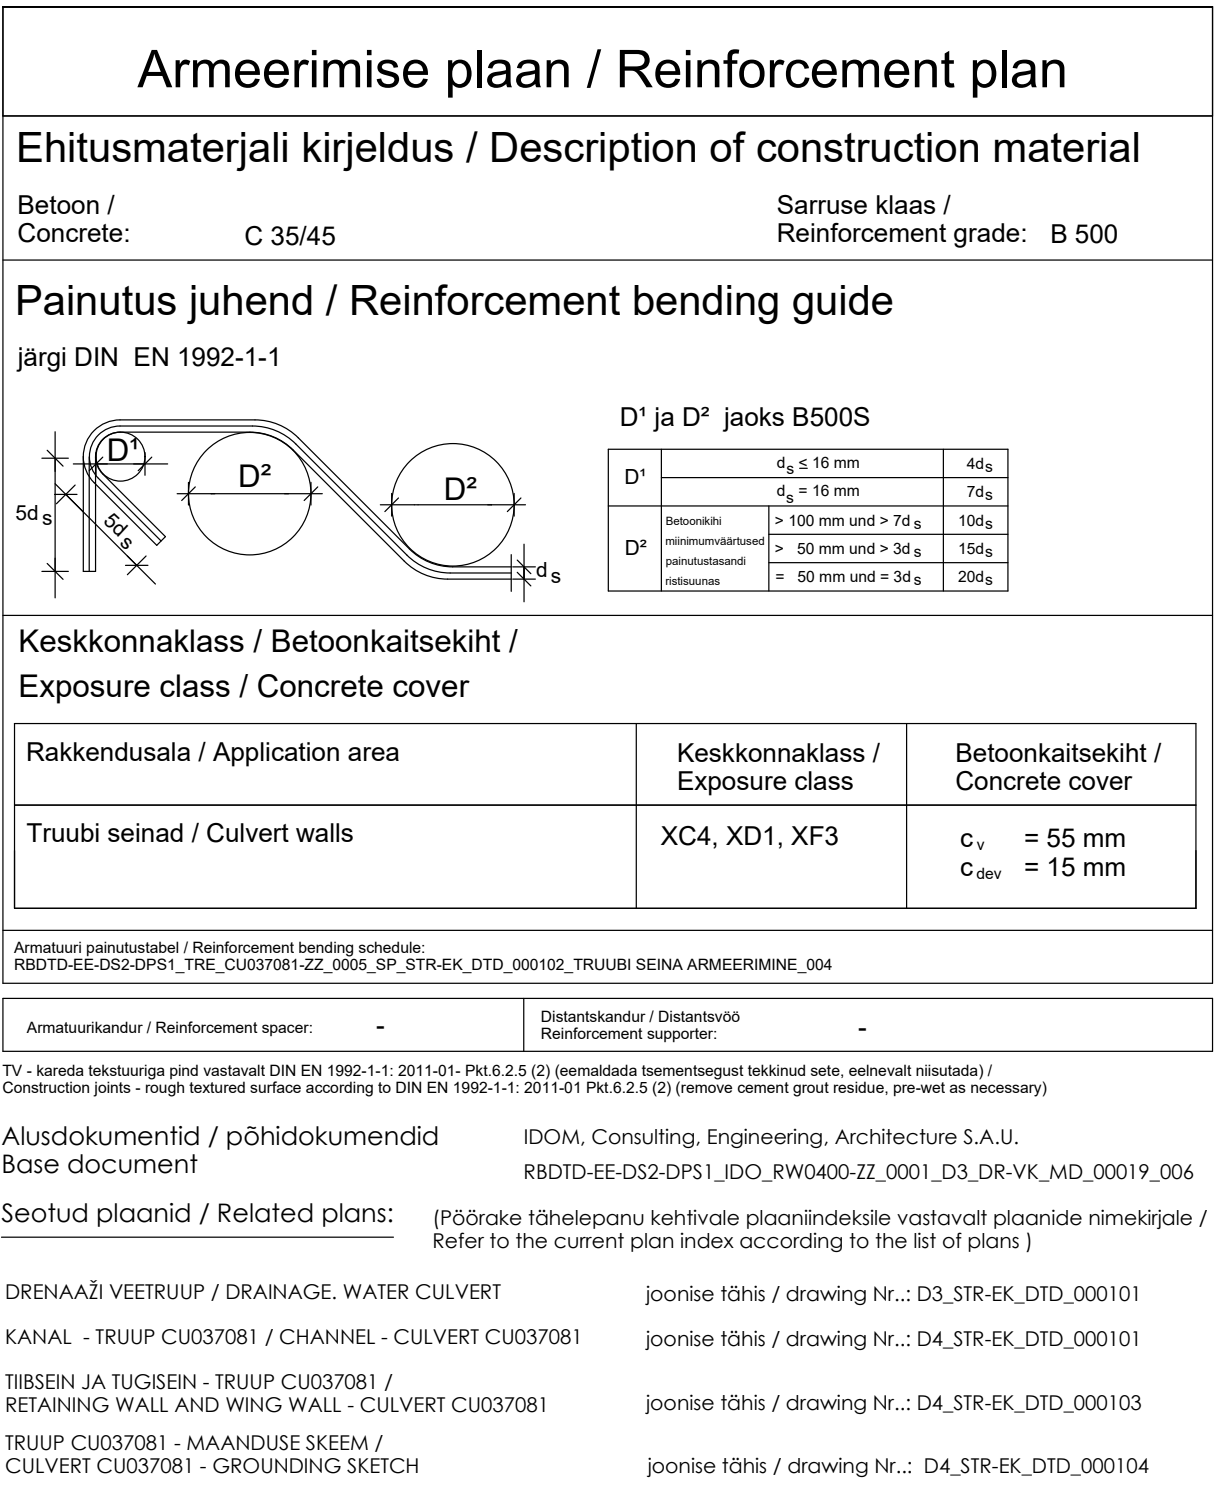 Armeerimise plaan / Reinforcement plan
Ehitusmaterjali kirjeldus / Description of construction material
Betoon /
Concrete: C 35/45
Sarruse klaas /
Reinforcement grade: B 500
Painutus juhend / Reinforcement bending guide
järgi DIN EN 1992-1-1
D¹
D²
D²
5d s
5d s
d s
D¹ ja D² jaoks B500S
D¹ ds ≤ 16 mm 4ds
ds = 16 mm 7ds
D² Betoonikihi miinimumväärtused painutustasandi ristisuunas > 100 mm und > 7d s 10ds
> 50 mm und > 3d s 15ds
= 50 mm und = 3d s 20ds
Keskkonnaklass / Betoonkaitsekiht /
Exposure class / Concrete cover
Rakkendusala / Application area
Keskkonnaklass /
Exposure class
Betoonkaitsekiht /
Concrete cover
Truubi seinad / Culvert walls
XC4, XD1, XF3
c v = 55 mm
c dev = 15 mm
Armatuuri painutustabel / Reinforcement bending schedule:
RBDTD-EE-DS2-DPS1_TRE_CU037081-ZZ_0005_SP_STR-EK_DTD_000102_TRUUBI SEINA ARMEERIMINE_004
Armatuurikandur / Reinforcement spacer: -
Distantskandur / Distantsvöö
Reinforcement supporter: -
TV - kareda tekstuuriga pind vastavalt DIN EN 1992-1-1: 2011-01- Pkt.6.2.5 (2) (eemaldada tsementsegust tekkinud sete, eelnevalt niisutada) /
Construction joints - rough textured surface according to DIN EN 1992-1-1: 2011-01 Pkt.6.2.5 (2) (remove cement grout residue, pre-wet as necessary)
Alusdokumentid / põhidokumendid
Base document
IDOM, Consulting, Engineering, Architecture S.A.U.
RBDTD-EE-DS2-DPS1_IDO_RW0400-ZZ_0001_D3_DR-VK_MD_00019_006
Seotud plaanid / Related plans:
(Pöörake tähelepanu kehtivale plaaniindeksile vastavalt plaanide nimekirjale /
Refer to the current plan index according to the list of plans )
DRENAAŽI VEETRUUP / DRAINAGE. WATER CULVERT joonise tähis / drawing Nr..: D3_STR-EK_DTD_000101
KANAL - TRUUP CU037081 / CHANNEL - CULVERT CU037081 joonise tähis / drawing Nr..: D4_STR-EK_DTD_000101
TIIBSEIN JA TUGISEIN - TRUUP CU037081 /
RETAINING WALL AND WING WALL - CULVERT CU037081 joonise tähis / drawing Nr..: D4_STR-EK_DTD_000103
TRUUP CU037081 - MAANDUSE SKEEM /
CULVERT CU037081 - GROUNDING SKETCH joonise tähis / drawing Nr..: D4_STR-EK_DTD_000104